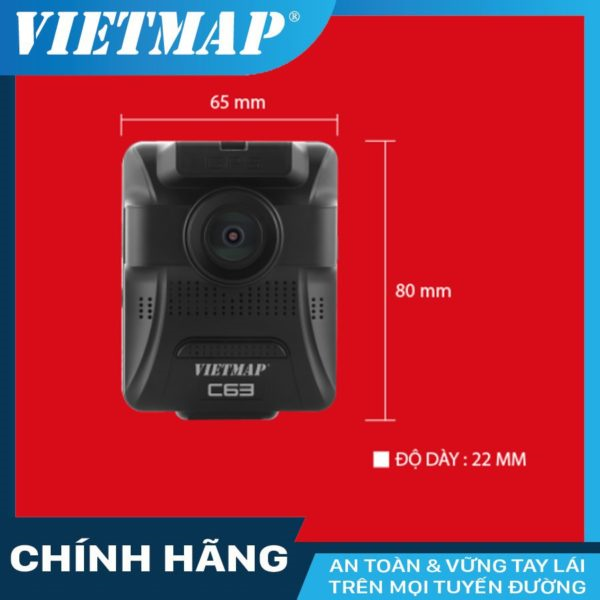 VIETMAP®
65 mm
GPS
80 mm
VIETMAP
C63
ĐỘ DÀY : 22 MM
CHÍNH HÃNG
AN TOÀN & VỮNG TAY LÁI
TRÊN MỌI TUYẾN ĐƯỜNG